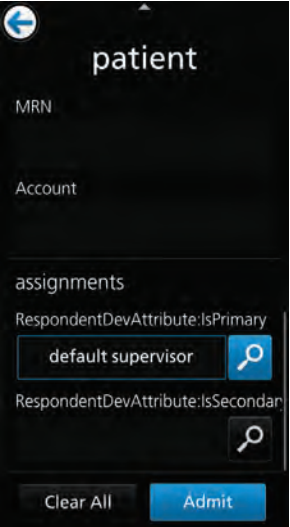 patient
MRN
Account
assignments
RespondentDevAttribute:IsPrimary
default supervisor
RespondentDevAttribute:IsSecondar
Clear All
Admit